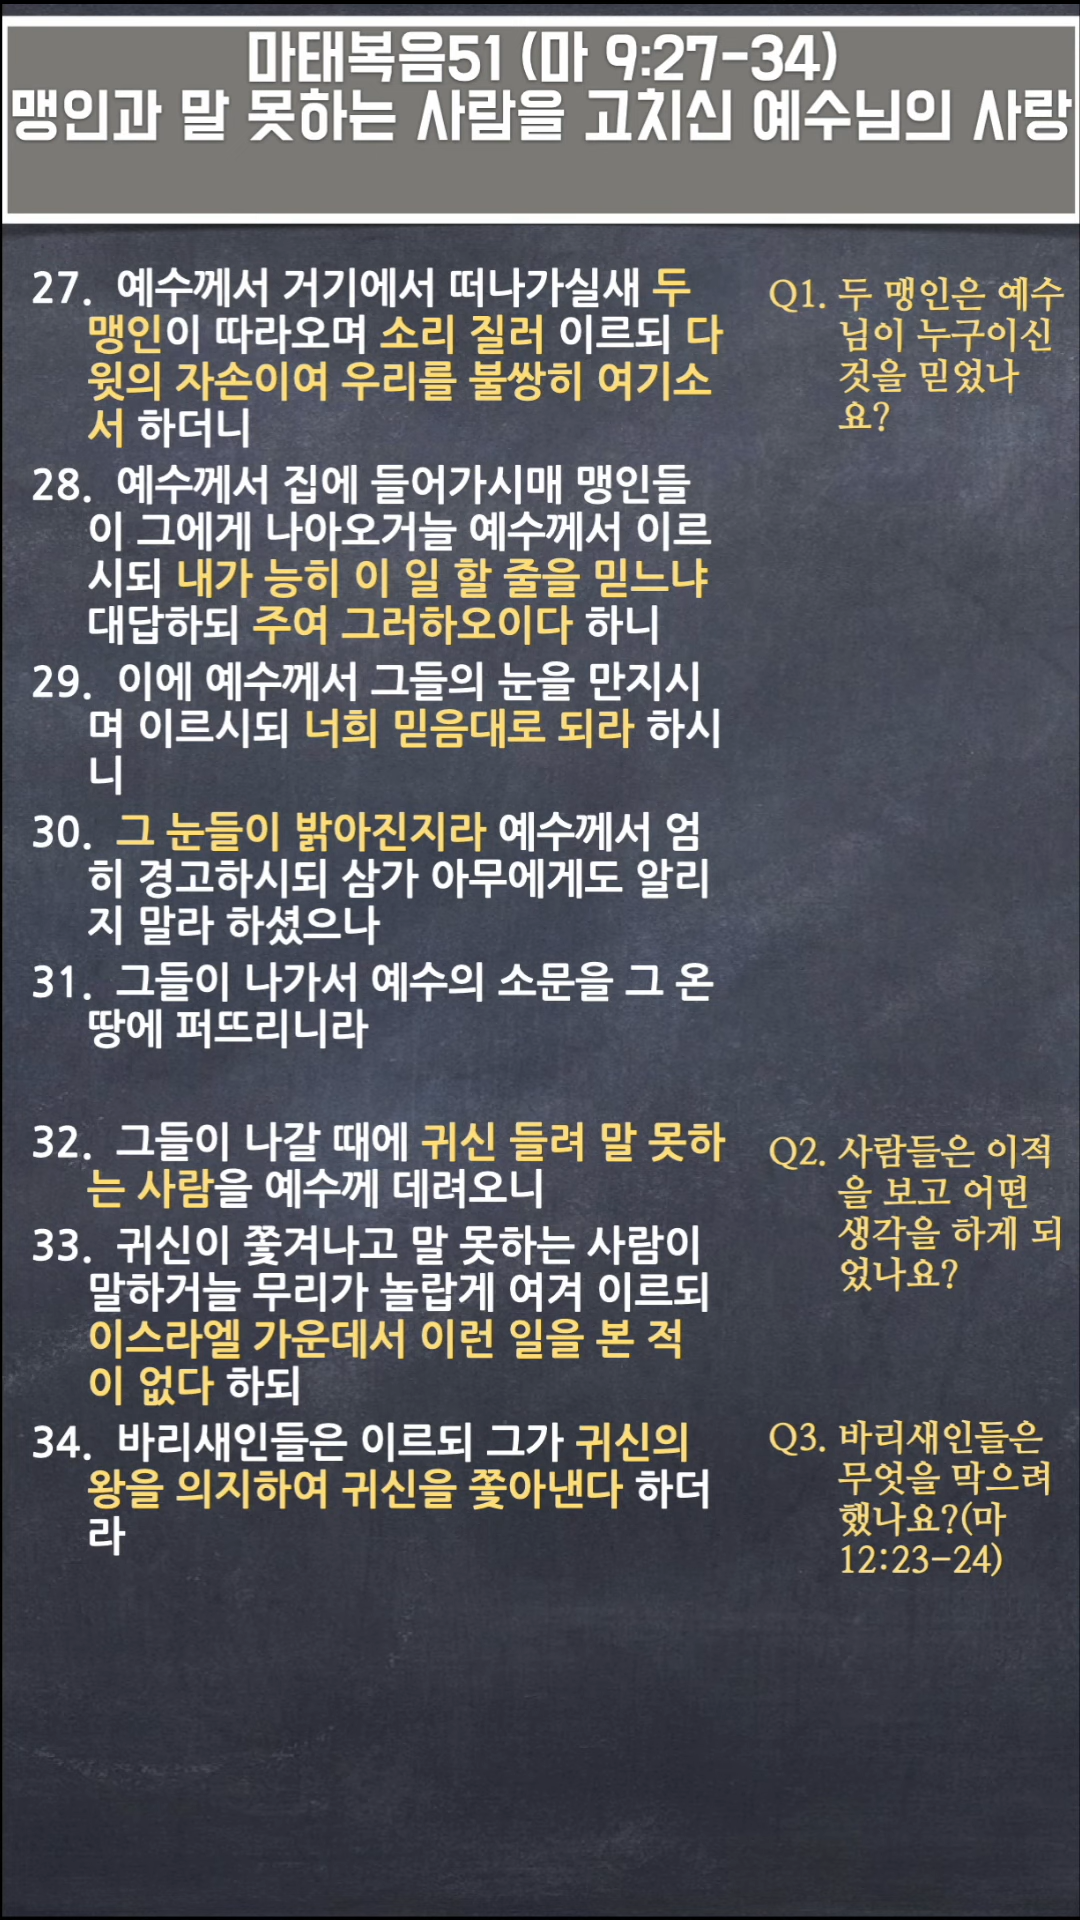 마태복음51 (마 9:27-34)
맹인과 말 못하는 사람을 고치신 예수님의 사랑
27. 예수께서 거기에서 떠나가실새 두
맹인이 따라오며 소리 질러 이르되 다
윗의 자손이여 우리를 불쌍히 여기소
서 하더니
28. 예수께서 집에 들어가시매 맹인들
이 그에게 나아오거늘 예수께서 이르
시되 내가 능히 이 일 할 줄을 믿느냐
대답하되 주여 그러하오이다 하니
29. 이에 예수께서 그들의 눈을 만지시
며 이르시되 너희 믿음대로 되라 하시
니
30. 그 눈들이 밝아진지라 예수께서 엄
히 경고하시되 삼가 아무에게도 알리
지 말라 하셨으나
31. 그들이 나가서 예수의 소문을 그 온
땅에 퍼뜨리니라
32. 그들이 나갈 때에 귀신 들려 말 못하
는 사람을 예수께 데려오니
33. 귀신이 쫓겨나고 말 못하는 사람이
말하거늘 무리가 놀랍게 여겨 이르되
이스라엘 가운데서 이런 일을 본 적
이 없다 하되
34. 바리새인들은 이르되 그가 귀신의
왕을 의지하여 귀신을 쫓아낸다 하더
라
Q1. 두 맹인은 예수
님이 누구이신
것을 믿었나
요?
Q2. 사람들은 이적
을 보고 어떤
생각을 하게 되
었나요?
Q3. 바리새인들은
무엇을 막으려
했나요?(마
12:23-24)